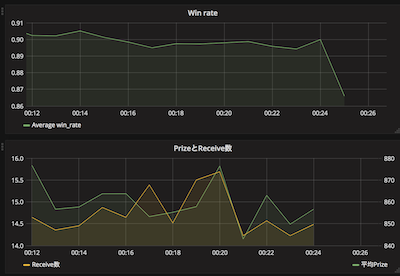 Win rate
0.91
0.90
0.89
0.88
0.87
0.86
00:12 00:14 00:16 00:18 00:20 00:22 00:24 00:26
Average win_rate
PrizeとReceive数
16.0 880
15.5 870
15.0 860
14.5 850
14.0 840
00:12 00:14 00:16 00:18 00:20 00:22 00:24 00:26
Receive数 平均Prize